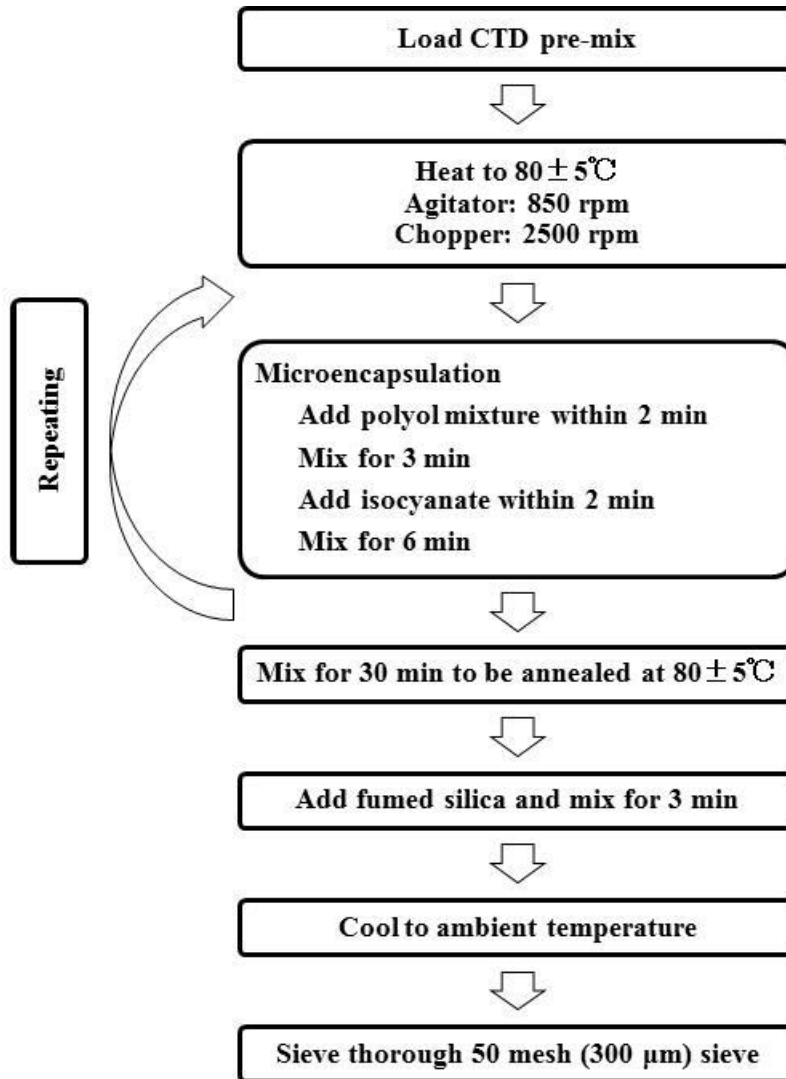 Load CTD pre-mix
Heat to 80±5℃
Agitator: 850 rpm
Chopper: 2500 rpm
Repeating
Microencapsulation
Add polyol mixture within 2 min
Mix for 3 min
Add isocyanate within 2 min
Mix for 6 min
Mix for 30 min to be annealed at 80±5℃
Add fumed silica and mix for 3 min
Cool to ambient temperature
Sieve thorough 50 mesh (300 μm) sieve